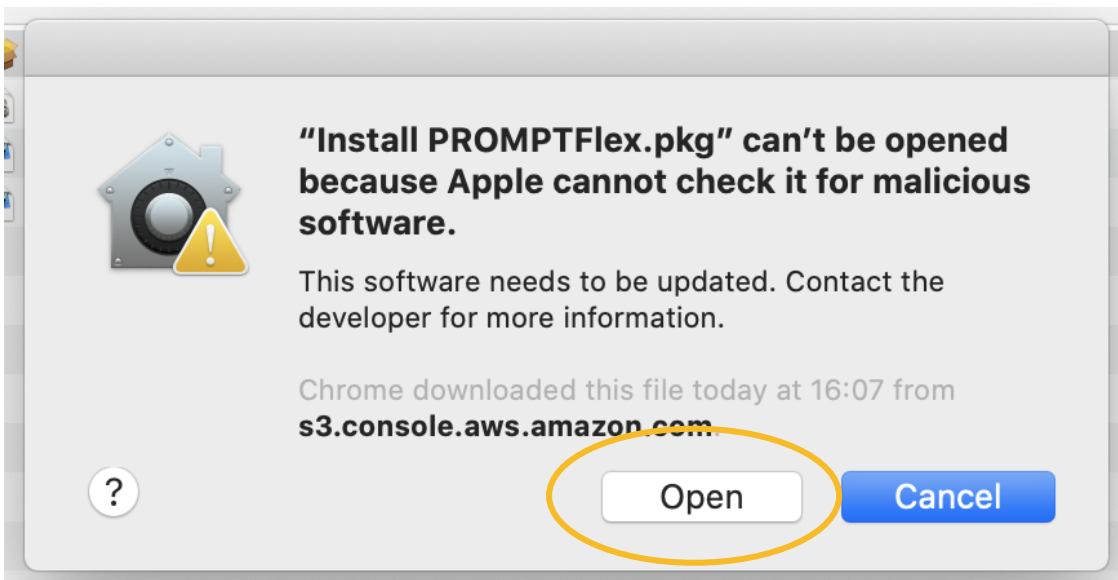 “Install PROMPTFlex.pkg” can’t be opened
because Apple cannot check it for malicious
software.
This software needs to be updated. Contact the
developer for more information.
Chrome downloaded this file today at 16:07 from
s3.console.aws.amazon.com.
?
Open
Cancel